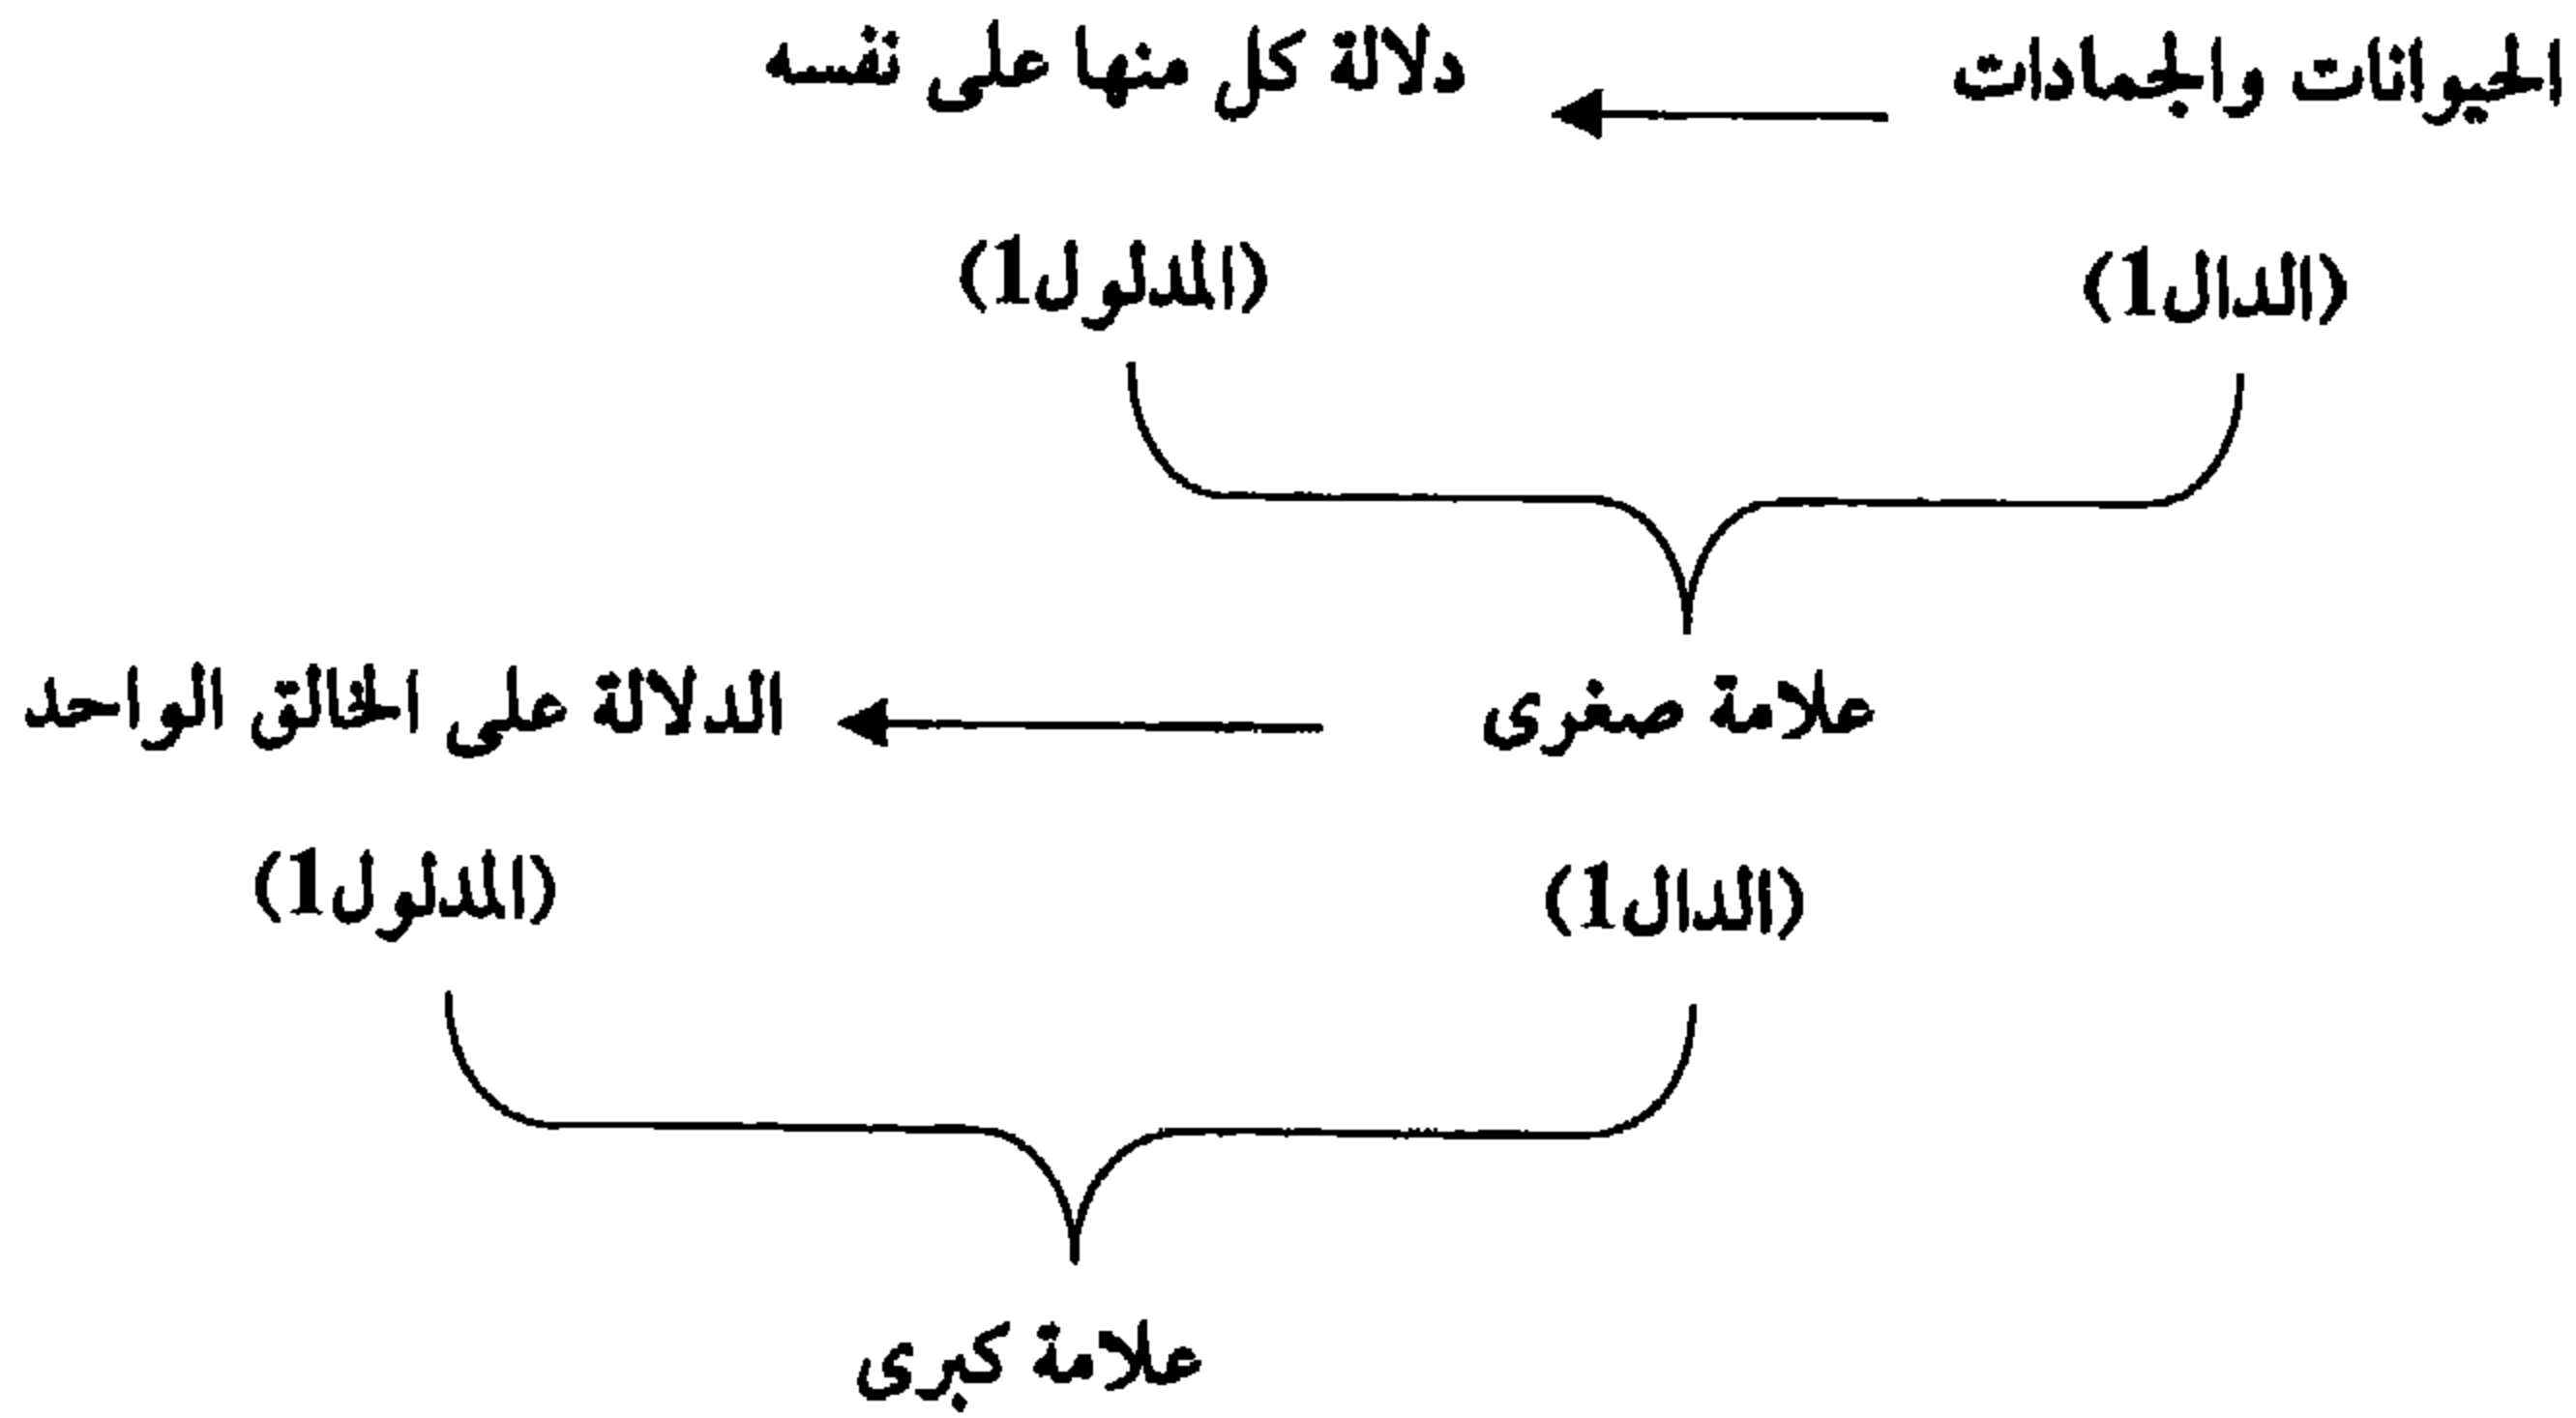 الحيوانات والجمادات دلالة كل منها على نفسه
(الدال1) (المدلول1)
علامة صغرى الدلالة على الخالق الواحد
(الدال1) (المدلول1)
علامة كبرى